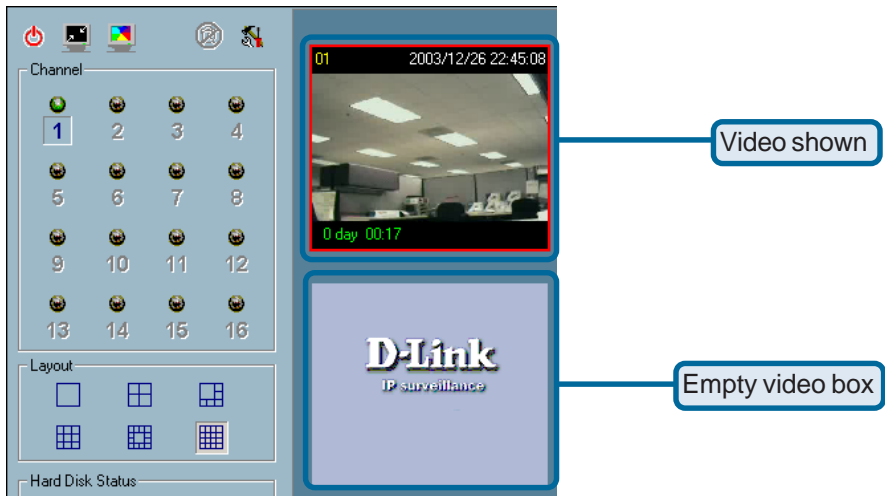 Channel
1 2 3 4
5 6 7 8
9 10 11 12
13 14 15 16
Layout
Hard Disk Status
01 2003/12/26 22:45:08
0 day 00:17
D-Link
IP surveillance
Video shown
Empty video box